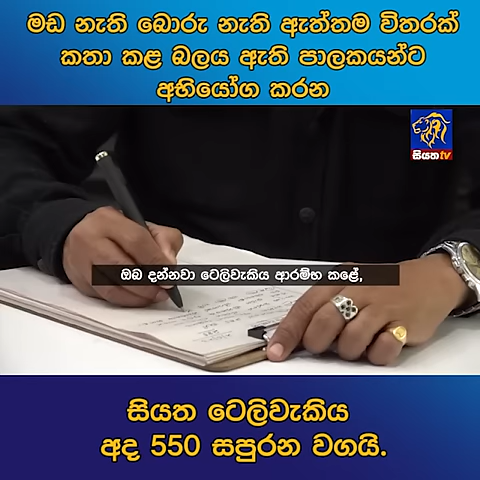 මඩ නැති බොරු නැති ඇත්තම විතරක්
කතා කළ බලය ඇති පාලකයන්ට
අභියෝග කරන
සියත tv
ඔබ දන්නවා ටෙලිවැකිය ආරම්භ කළේ,
සියත ටෙලිවැකිය
අද 550 සපුරන වගයි.